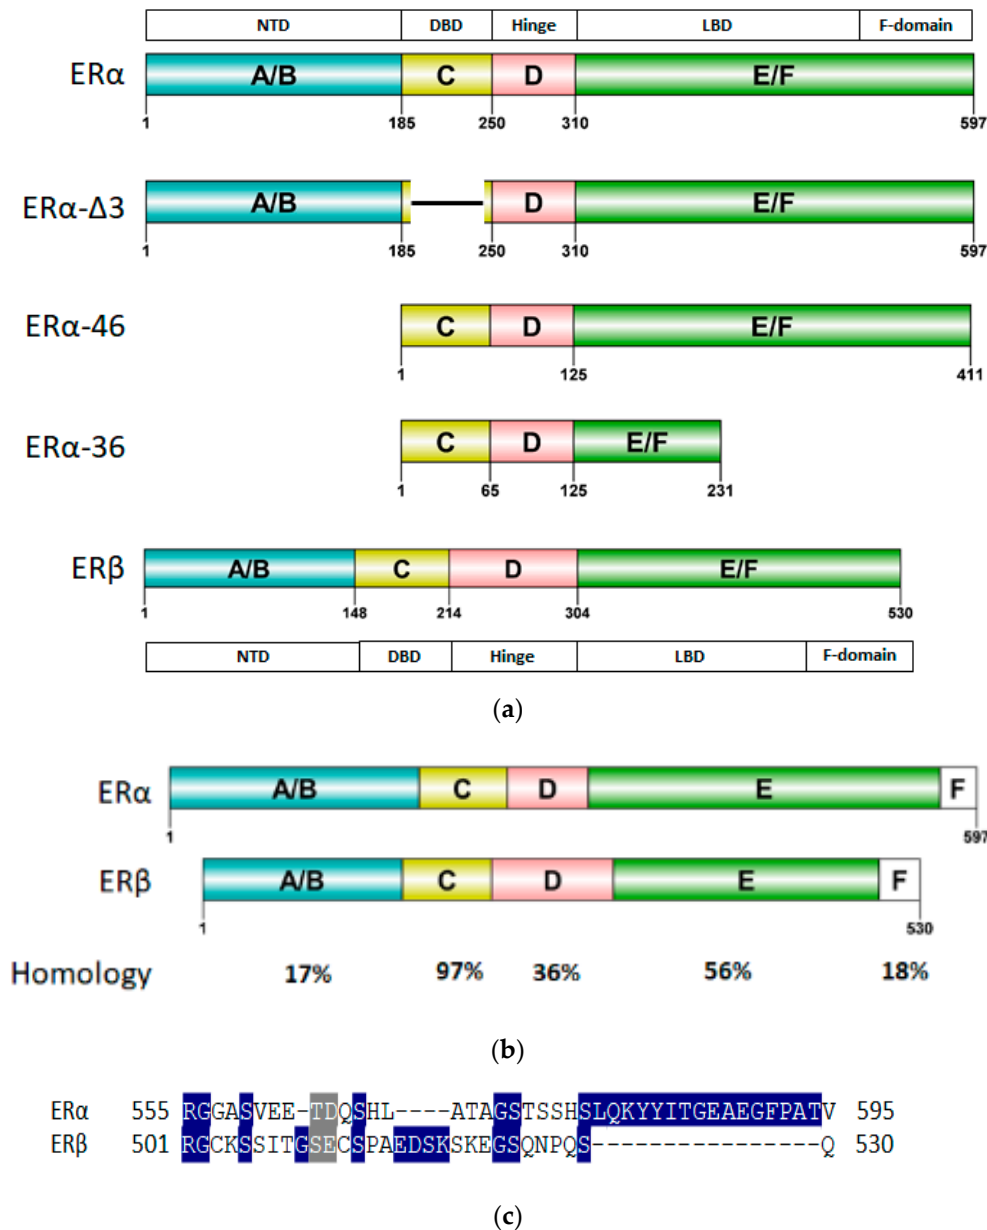 NTD DBD Hinge LBD F-domain
ERα A/B C D E/F
1 185 250 310 597
ERα-Δ3 A/B D E/F
1 185 250 310 597
ERα-46 C D E/F
1 125 411
ERα-36 C D E/F
1 65 125 231
ERβ A/B C D E/F
1 148 214 304 530
NTD DBD Hinge LBD F-domain
(a)
ERα A/B C D E F
1 597
ERβ A/B C D E F
1 530
Homology 17% 97% 36% 56% 18%
(b)
ERα 555 RGGASVEE-TDQSHL----ATAGSTSSHSLQKYYITGEAEGFPATV 595
ERβ 501 RGCKSSITGSECSPAEDSKSKEGSQNPQS----------------Q 530
(c)